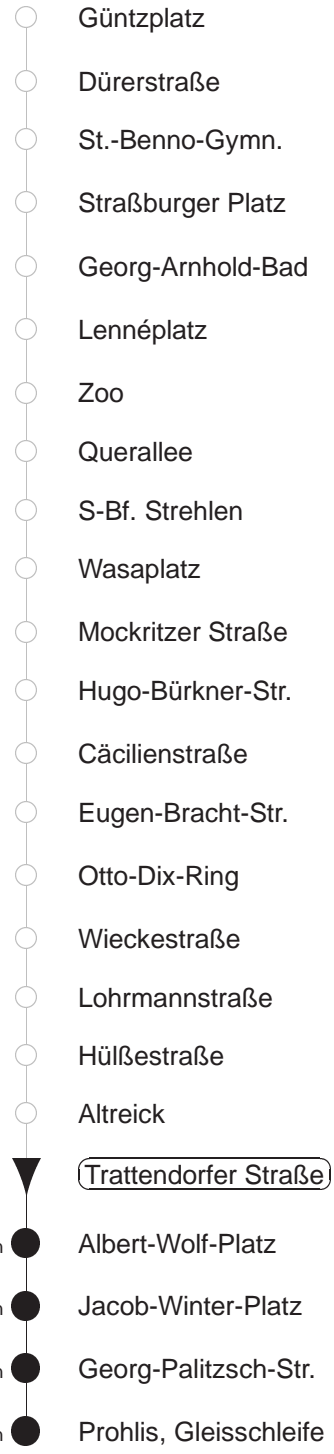 Güntzplatz
Dürerstraße
St.-Benno-Gymn.
Straßburger Platz
Georg-Arnhold-Bad
Lennéplatz
Zoo
Querallee
S-Bf. Strehlen
Wasaplatz
Mockritzer Straße
Hugo-Bürkner-Str.
Cäcilienstraße
Eugen-Bracht-Str.
Otto-Dix-Ring
Wieckestraße
Lohrmannstraße
Hülßestraße
Altreick
Trattendorfer Straße
Albert-Wolf-Platz
Jacob-Winter-Platz
Georg-Palitzsch-Str.
Prohlis, Gleisschleife